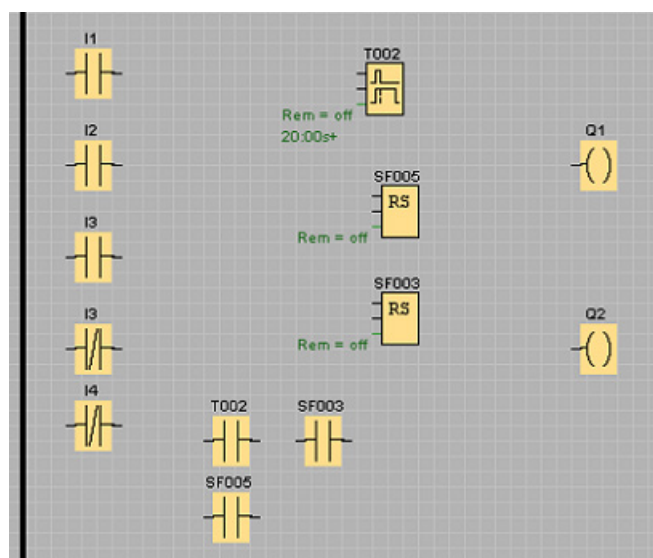 I1
T002
Rem = off
20:00s+
I2
Q1
SF005
RS
Rem = off
I3
SF003
RS
Rem = off
I3
Q2
I4
T002
SF003
SF005